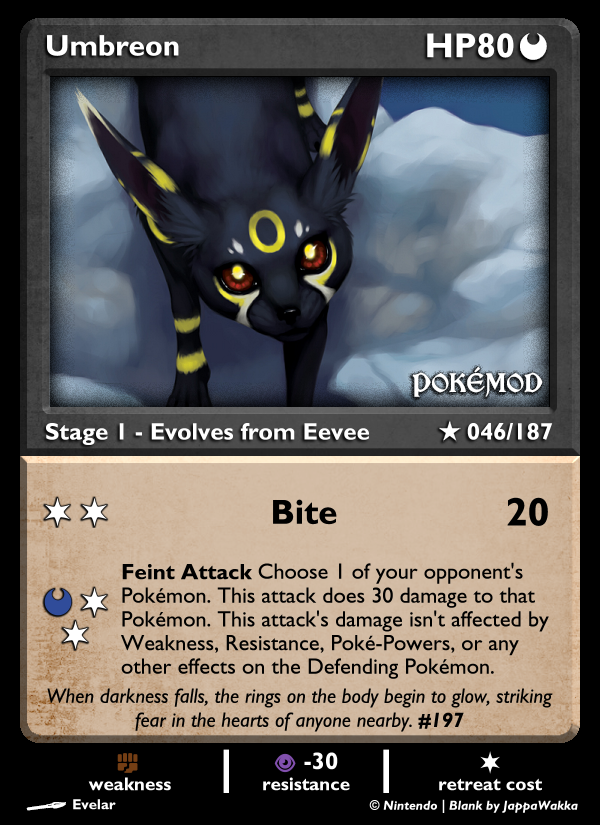 Umbreon HP80
POKÉMOD
Stage 1 - Evolves from Eevee ★ 046/187
Bite 20
Feint Attack Choose 1 of your opponent's
Pokémon. This attack does 30 damage to that
Pokémon. This attack's damage isn't affected by
Weakness, Resistance, Poké-Powers, or any
other effects on the Defending Pokémon.
When darkness falls, the rings on the body begin to glow, striking
fear in the hearts of anyone nearby. #197
-30
weakness resistance retreat cost
Evelar © Nintendo | Blank by JappaWakka